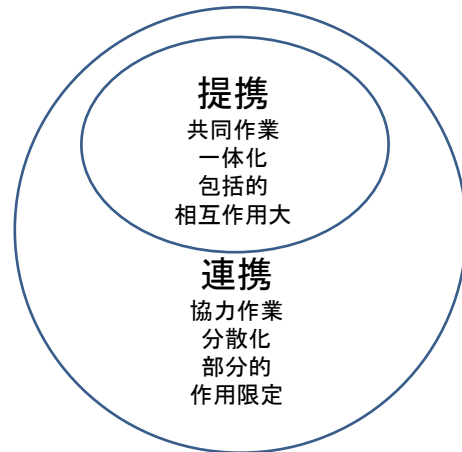 提携
共同作業
一体化
包括的
相互作用大
連携
協力作業
分散化
部分的
作用限定